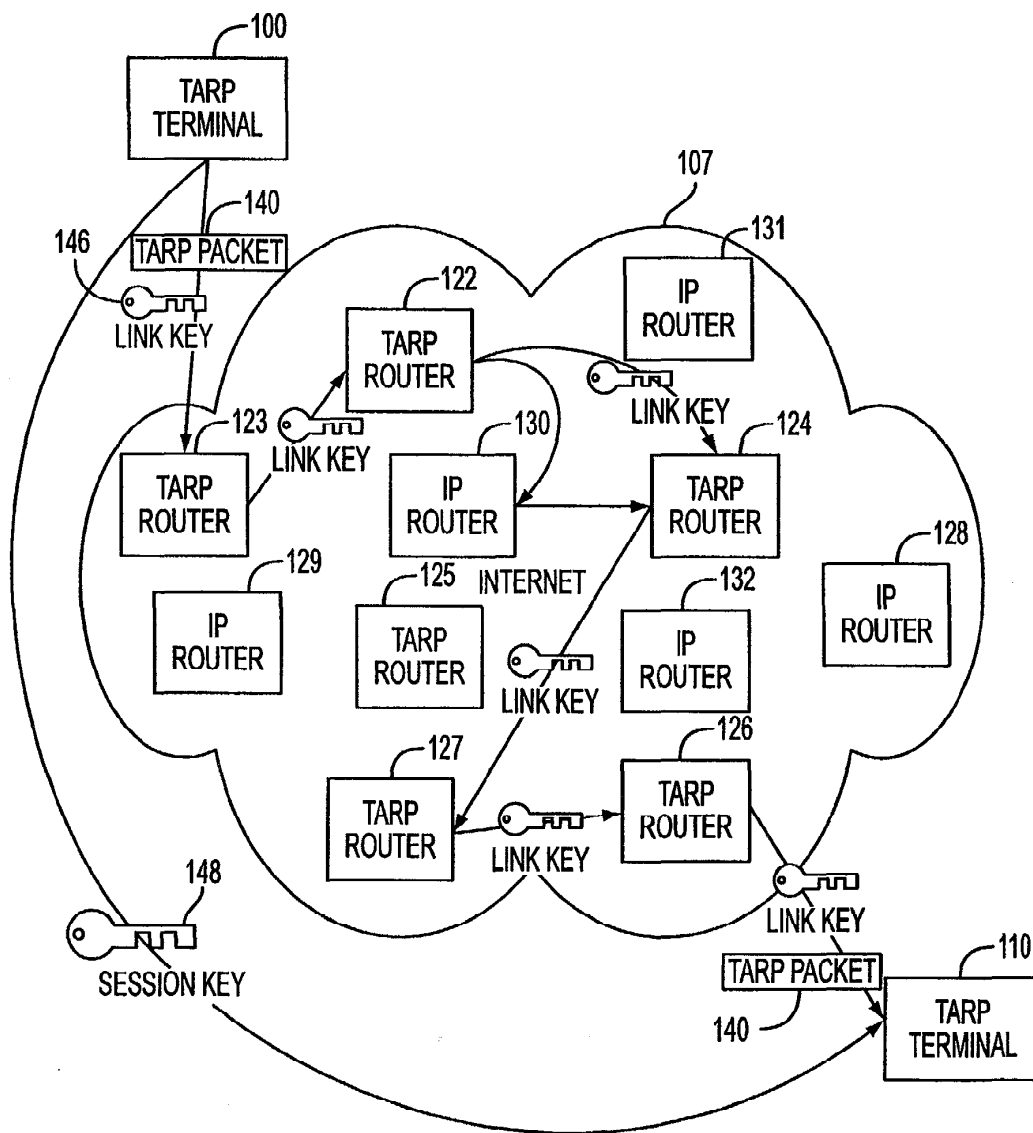 100
TARP
TERMINAL
140
TARP PACKET
146
LINK KEY
107
131
IP
ROUTER
122
TARP
ROUTER
LINK KEY
123
TARP
ROUTER
LINK KEY
130
IP
ROUTER
124
TARP
ROUTER
INTERNET
129
IP
ROUTER
125
TARP
ROUTER
132
IP
ROUTER
128
IP
ROUTER
LINK KEY
127
TARP
ROUTER
LINK KEY
126
TARP
ROUTER
LINK KEY
148
SESSION KEY
TARP PACKET
140
110
TARP
TERMINAL